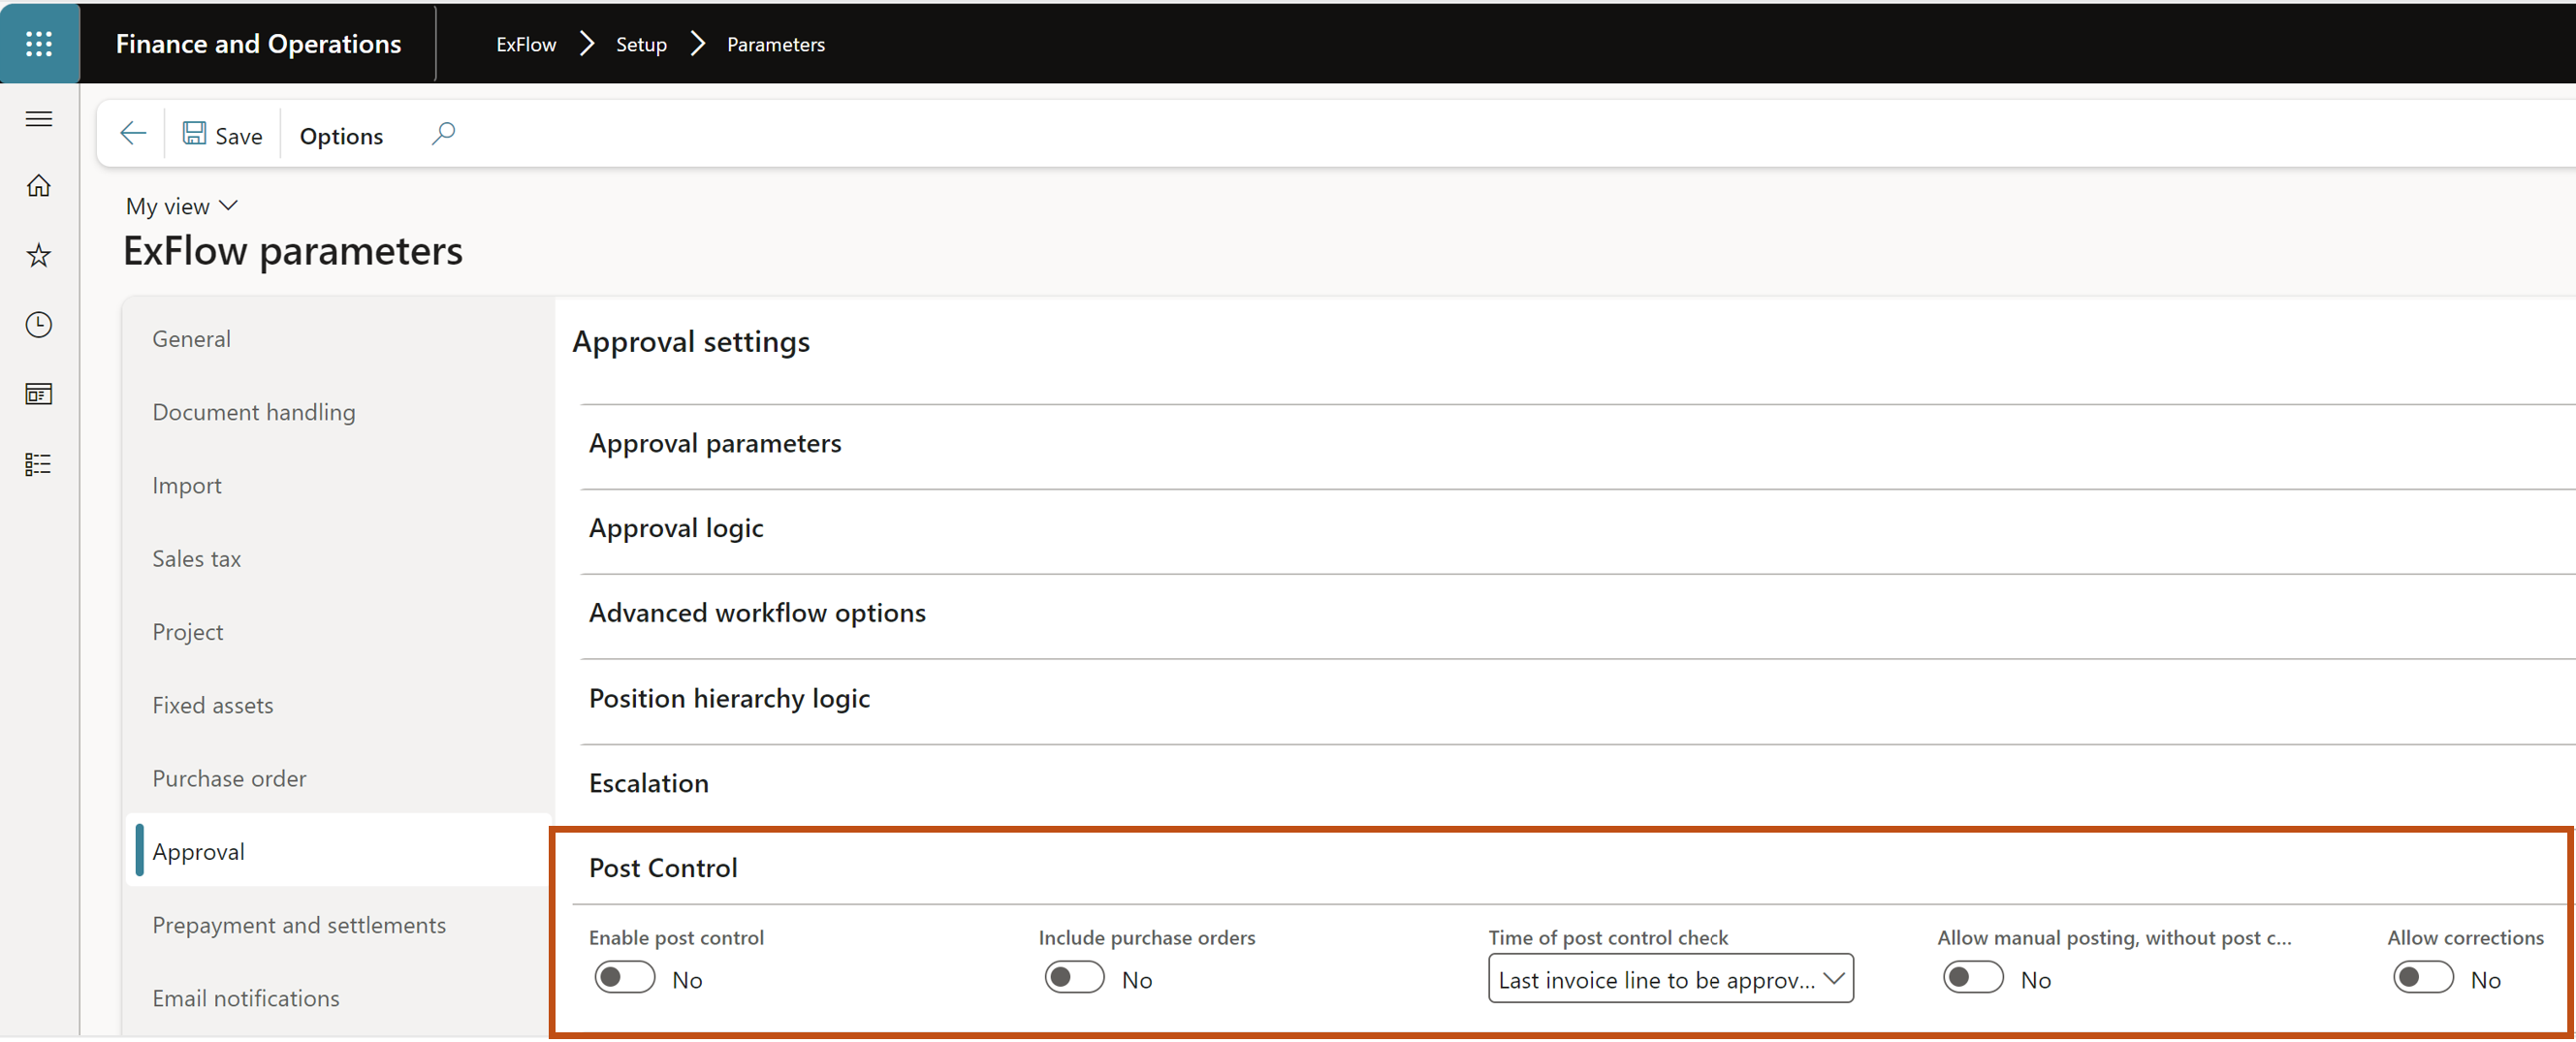 Finance and Operations
ExFlow
Setup
Parameters
Save
Options
My view
ExFlow parameters
General
Document handling
Import
Sales tax
Project
Fixed assets
Purchase order
Approval
Prepayment and settlements
Email notifications
Approval settings
Approval parameters
Approval logic
Advanced workflow options
Position hierarchy logic
Escalation
Post Control
Enable post control
No
Include purchase orders
No
Time of post control check
Last invoice line to be approv...
Allow manual posting, without post c...
No
Allow corrections
No